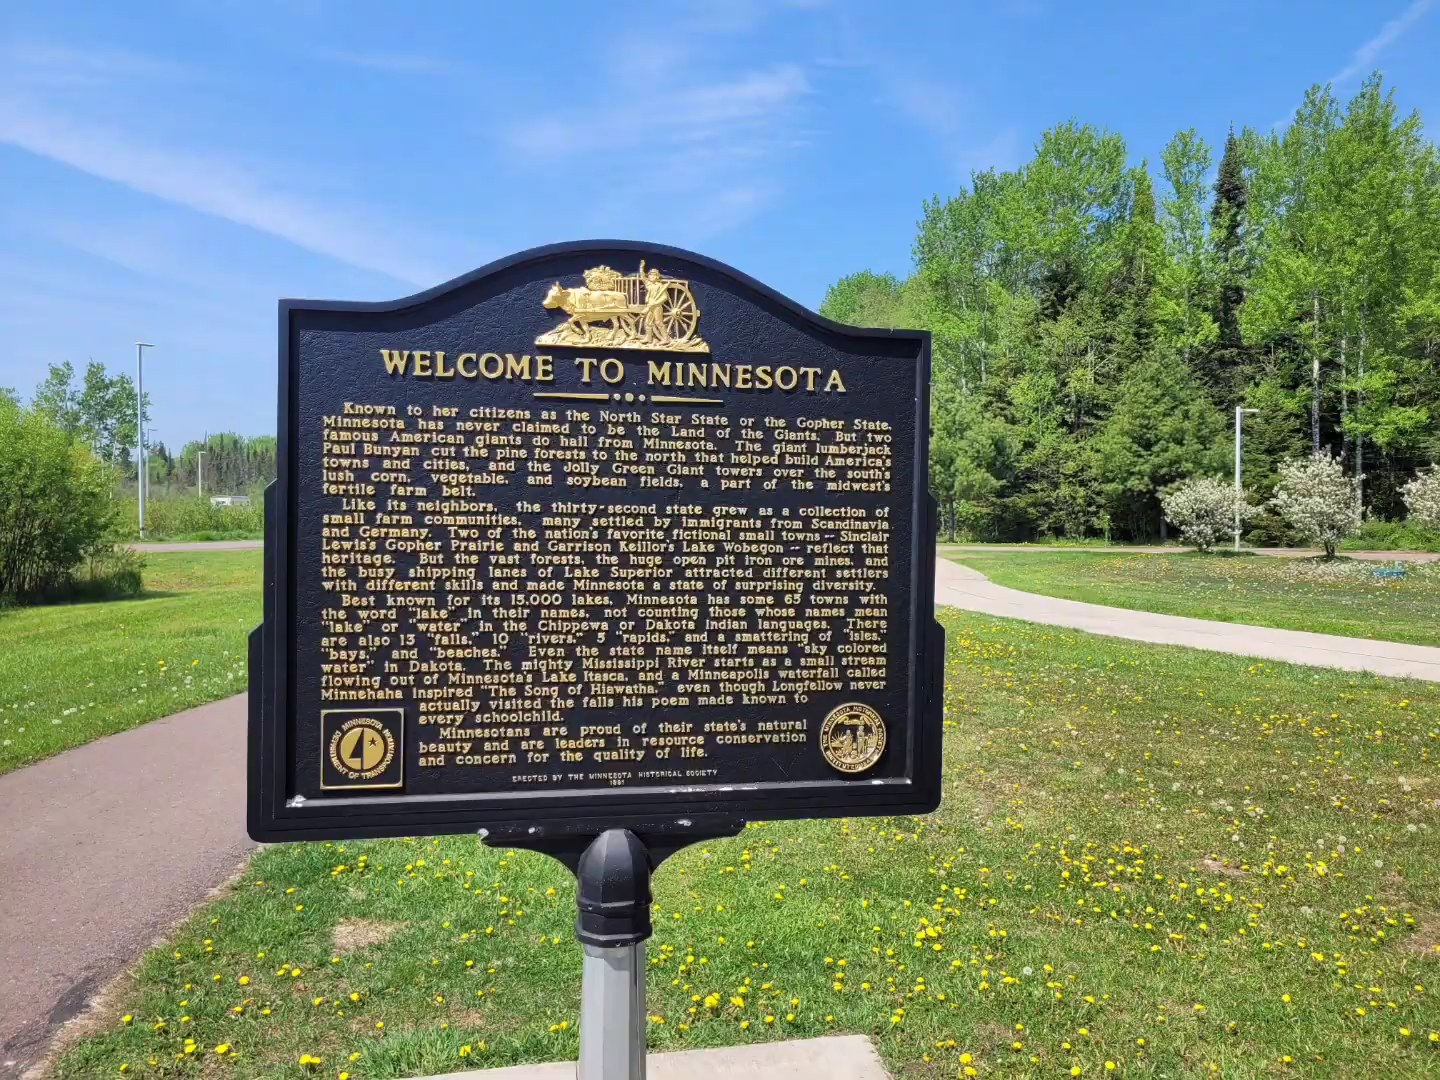 WELCOME TO MINNESOTA
Known to her citizens as the North Star State or the Gopher State,
Minnesota has never claimed to be the Land of the Giants. But two
famous American giants do hall from Minnesota. The giant lumberjack
Paul Bunyan cut the pine forests to the north that helped build America's
towns and cities, and the Jolly Green Giant towers over the south's
lush corn, vegetable, and soybean fields, a part of the midwest's
fertile farm belt.
Like its neighbors, the thirty-second state grew as a collection of
small farm communities, many settled by immigrants from Scandinavia
and Germany. Two of the nation's favorite fictional small towns -- Sinclair
Lewis's Gopher Prairie and Garrison Keillor's Lake Wobegon -- reflect that
heritage. But the vast forests, the huge open pit iron ore mines, and
the busy shipping lanes of Lake Superior attracted different settlers
with different skills and made Minnesota a state of surprising diversity.
Best known for its 15,000 lakes, Minnesota has some 65 towns with
the word "lake" in their names, not counting those whose names mean
"lake" or "water" in the Chippewa or Dakota Indian languages. There
are also 13 "falls," 10 "rivers," 5 "rapids," and a smattering of "isles,"
"bays," and "beaches." Even the state name itself means "sky colored
water" in Dakota. The mighty Mississippi River starts as a small stream
flowing out of Minnesota's Lake Itasca, and a Minneapolis waterfall called
Minnehaha inspired "The Song of Hiawatha," even though Longfellow never
actually visited the falls his poem made known to
every schoolchild.
Minnesotans are proud of their state's natural
beauty and are leaders in resource conservation
and concern for the quality of life.
ERECTED BY THE MINNESOTA HISTORICAL SOCIETY
1991
MINNESOTA DEPARTMENT OF TRANSPORTATION